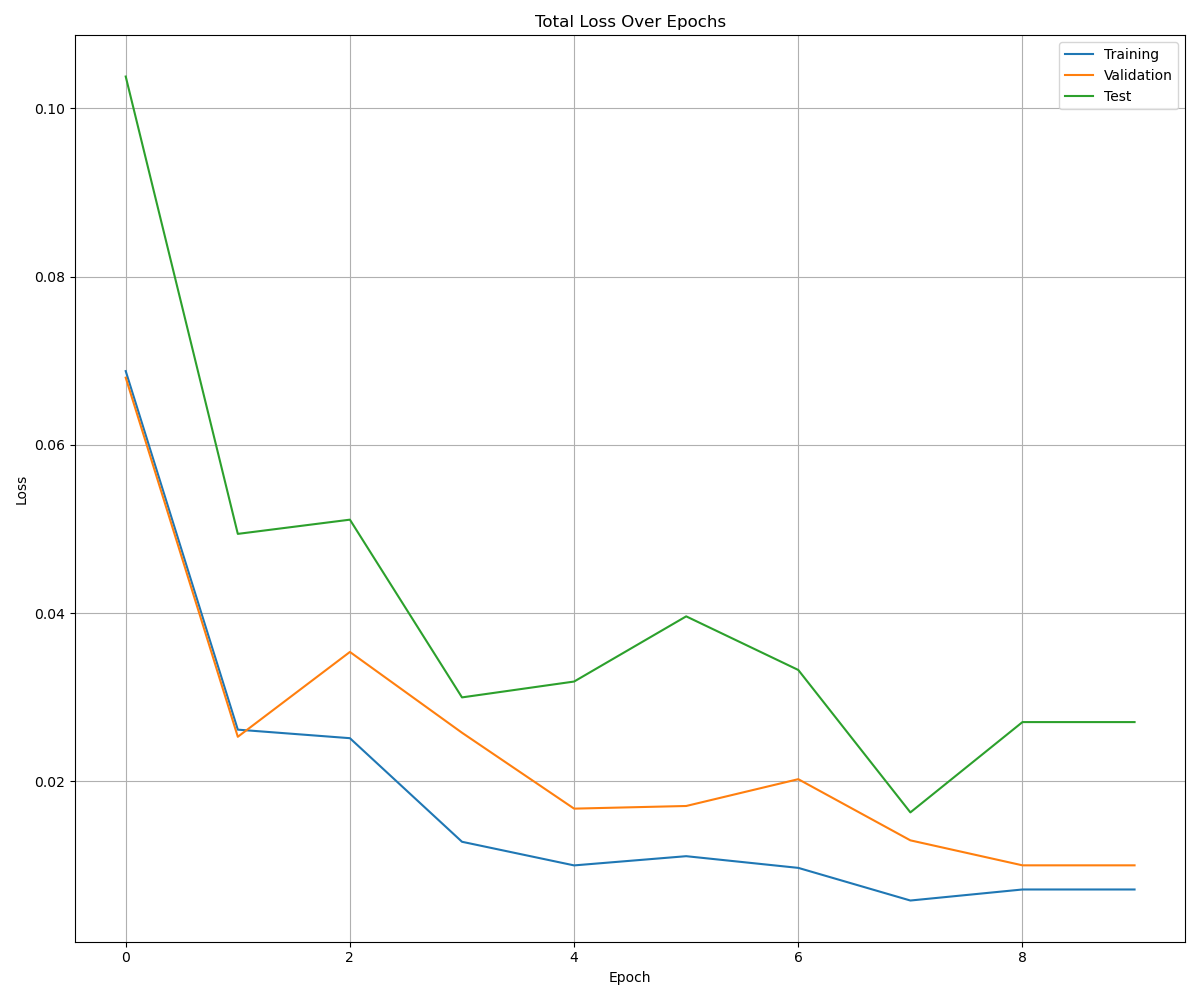 Total Loss Over Epochs
Training
Validation
Test
0.10
0.08
0.06
0.04
0.02
Loss
0 2 4 6 8
Epoch